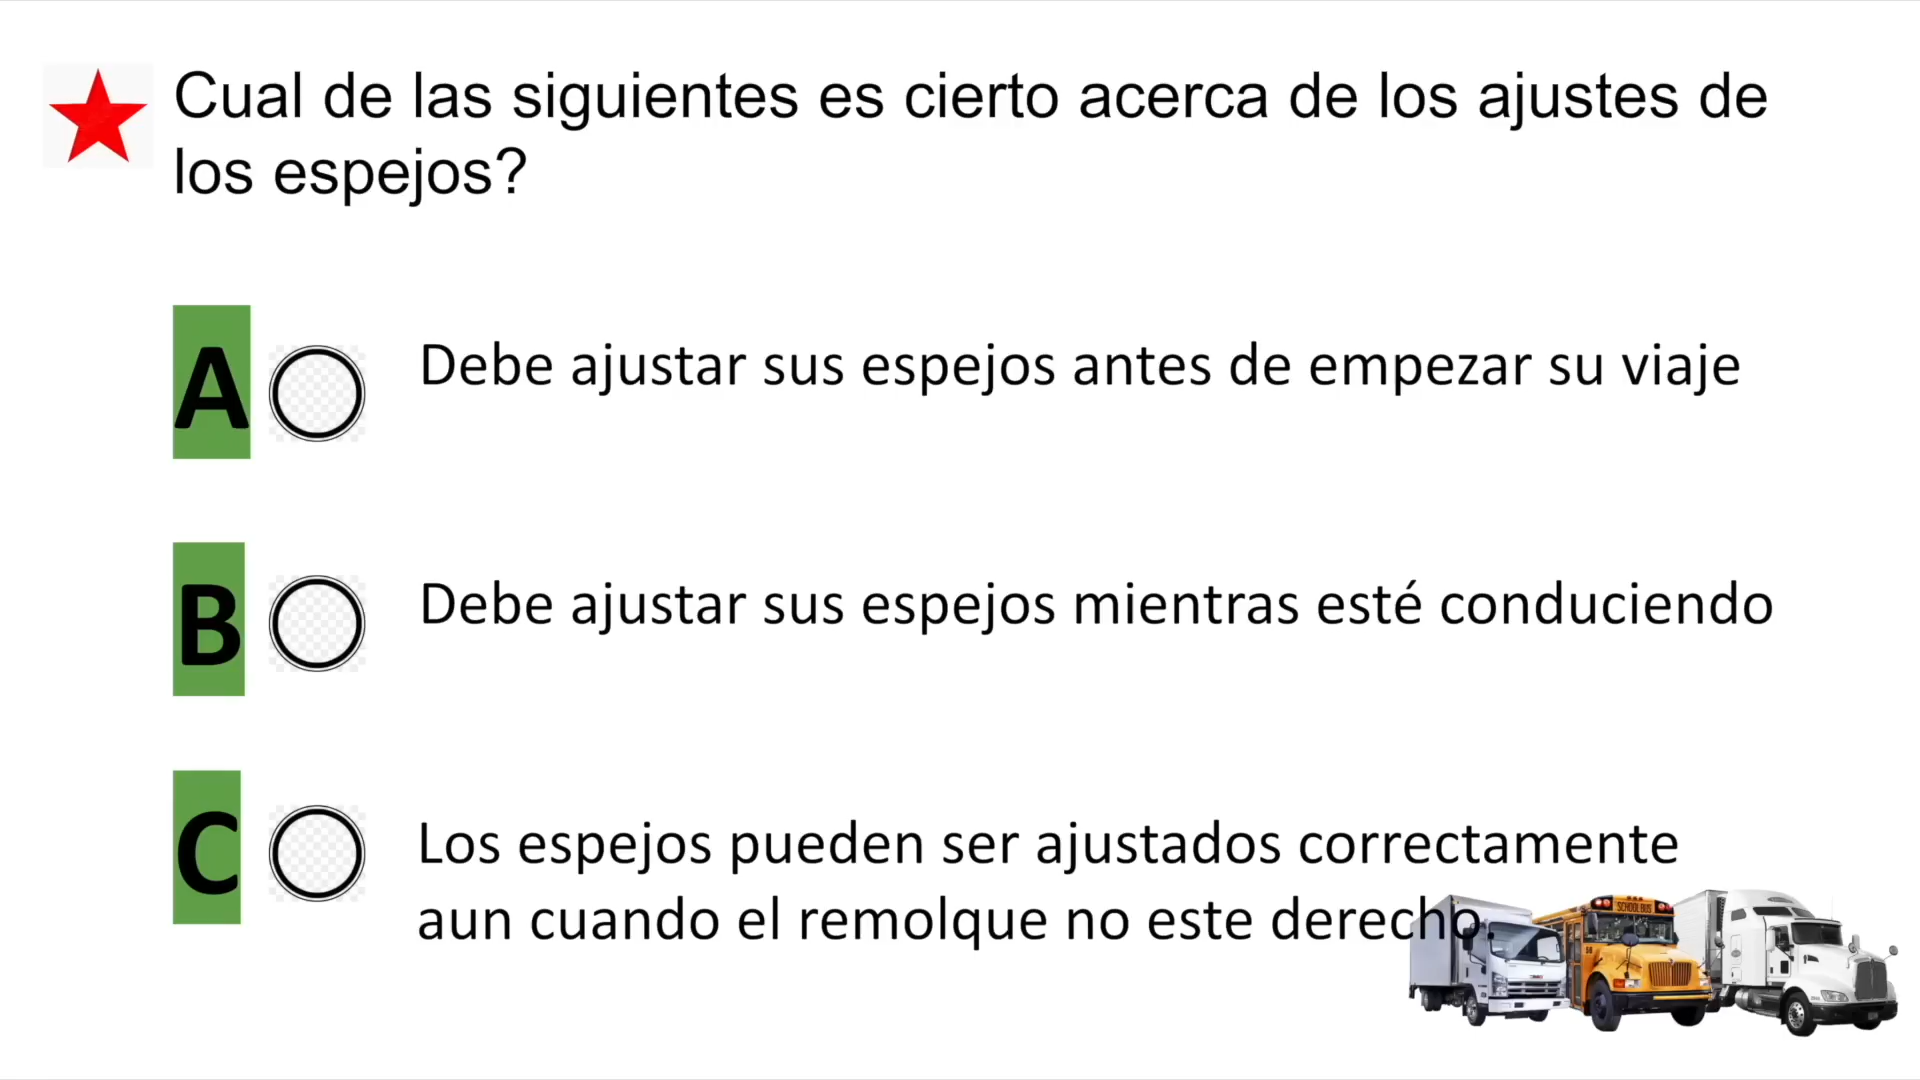 Cual de las siguientes es cierto acerca de los ajustes de
los espejos?
A Debe ajustar sus espejos antes de empezar su viaje
B Debe ajustar sus espejos mientras esté conduciendo
C Los espejos pueden ser ajustados correctamente
aun cuando el remolque no este derecho
SCHOOL BUS